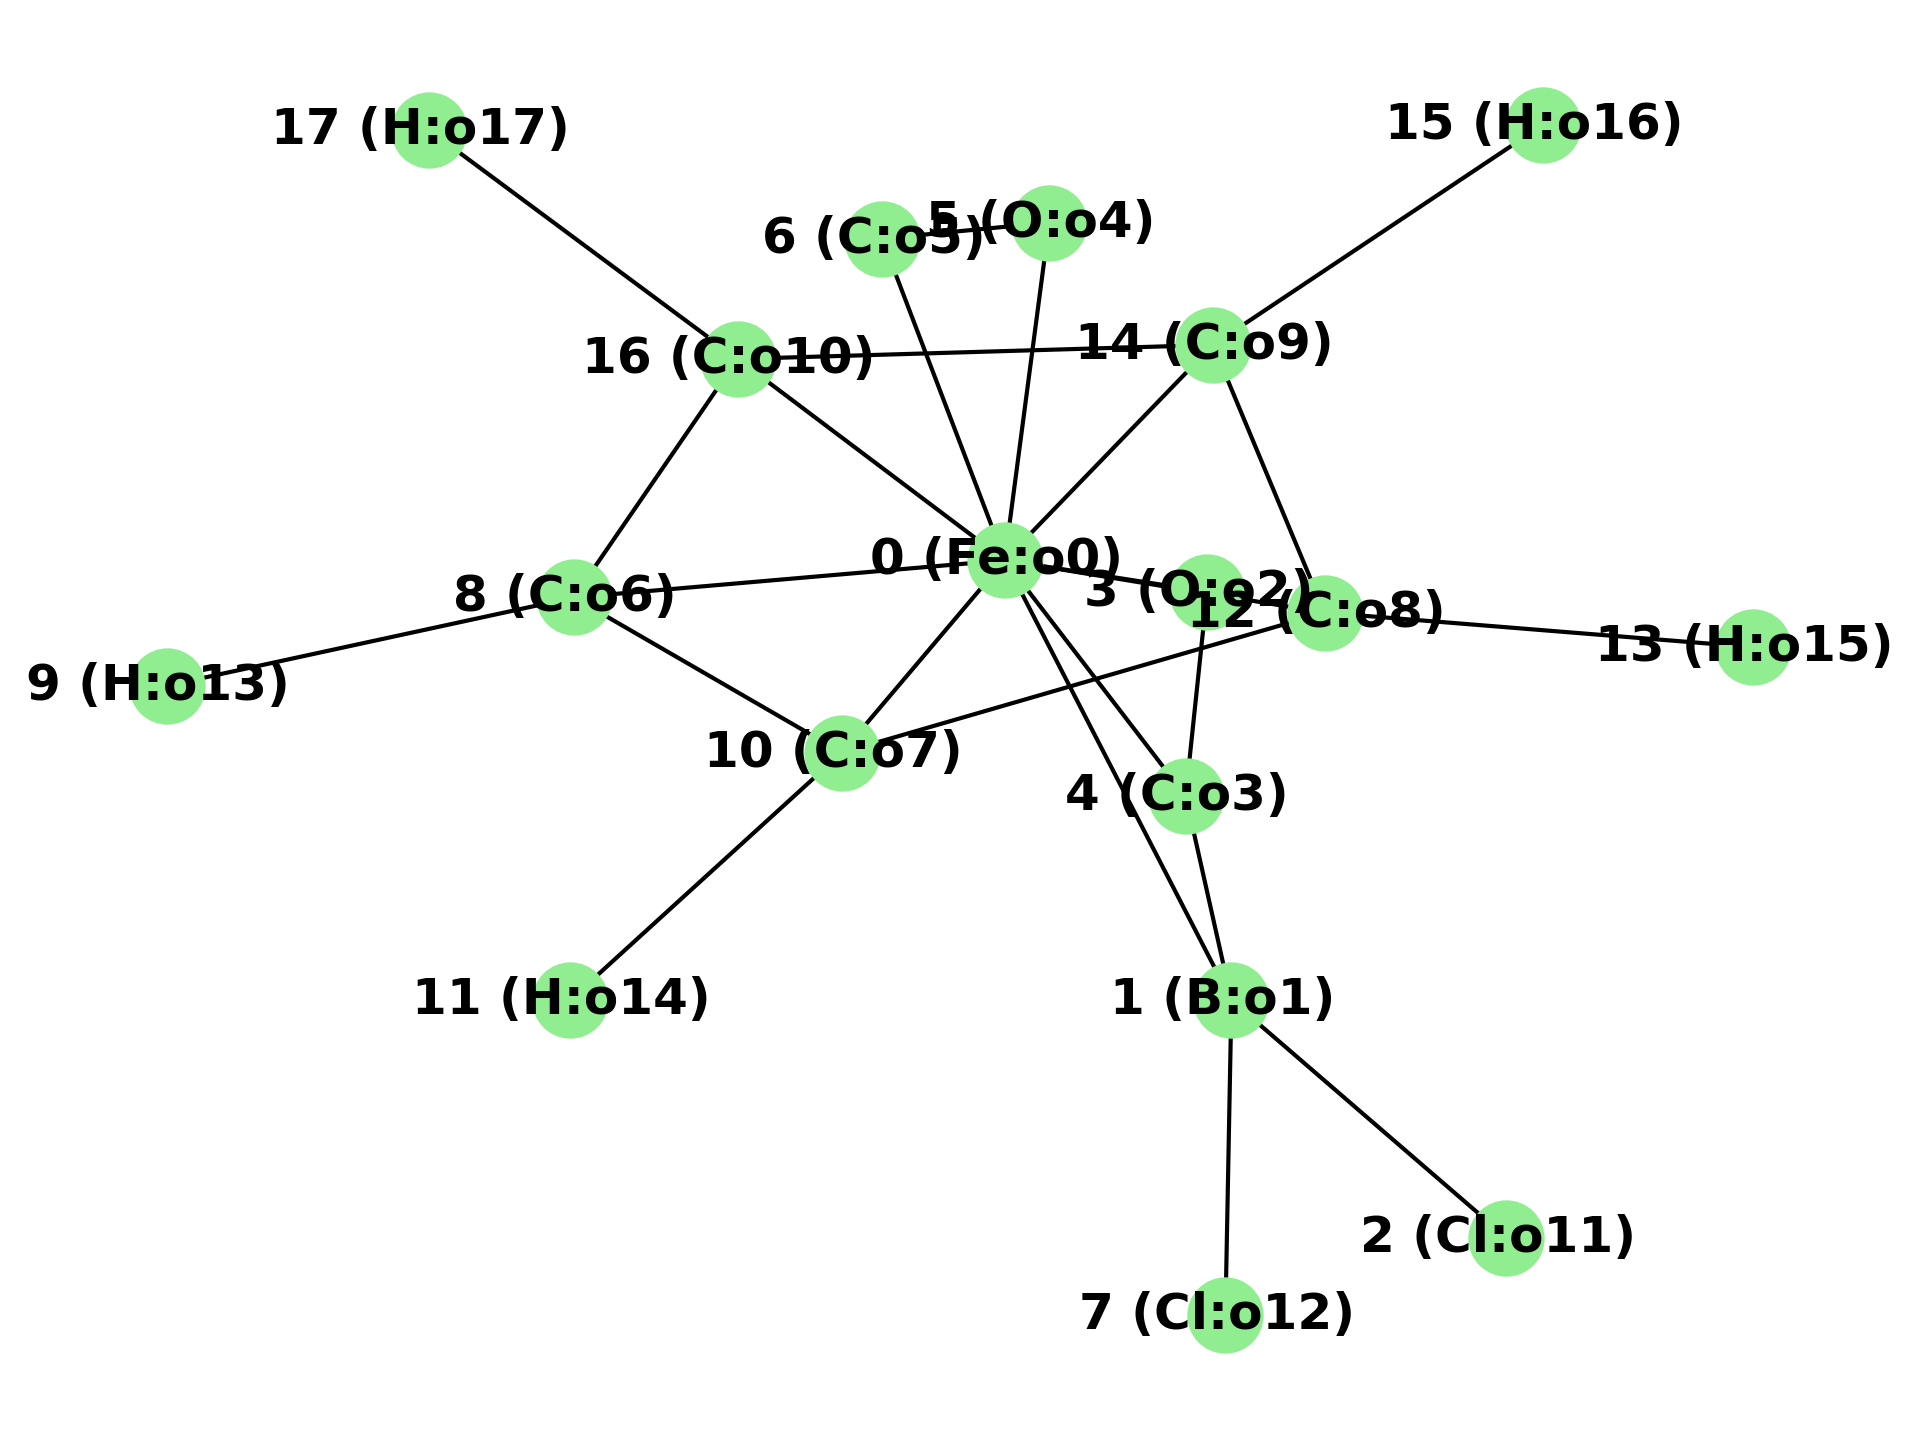 15 (H:o16)
17 (H:o17)
5 (O:o4)
6 (C:o5)
14 (C:o9)
16 (C:o10)
0 (Fe:o0)
3 (O:o2)
8 (C:o6)
12 (C:o8)
13 (H:o15)
9 (H:o13)
10 (C:o7)
4 (C:o3)
11 (H:o14)
1 (B:o1)
2 (Cl:o11)
7 (Cl:o12)